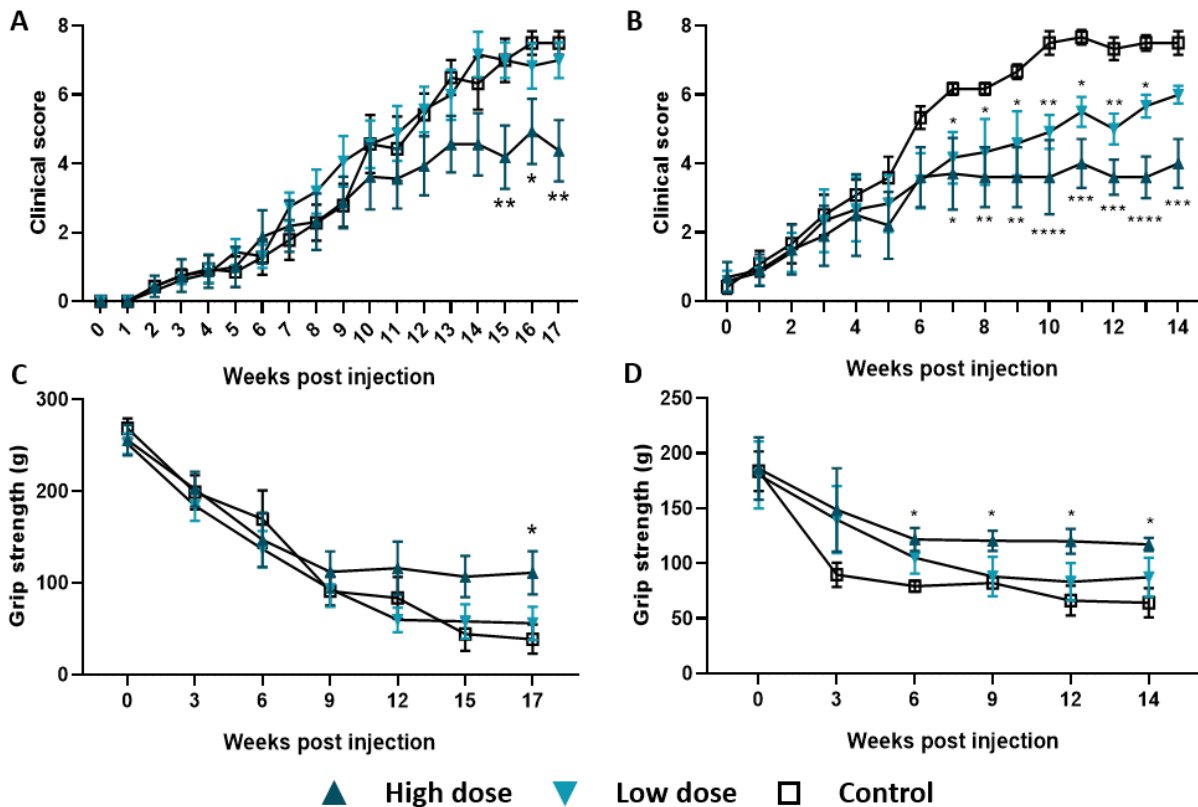 A
Clinical score
8
6
4
2
0
**
*
**
0 1 2 3 4 5 6 7 8 9 10 11 12 13 14 15 16 17
Weeks post injection
B
Clinical score
8
6
4
2
0
* * * ** * ** *
* ** ** **** *** *** **** ***
0 2 4 6 8 10 12 14
Weeks post injection
C
Grip strength (g)
300
200
100
0
*
0 3 6 9 12 15 17
Weeks post injection
D
Grip strength (g)
250
200
150
100
50
0
* * * *
0 3 6 9 12 14
Weeks post injection
High dose Low dose Control